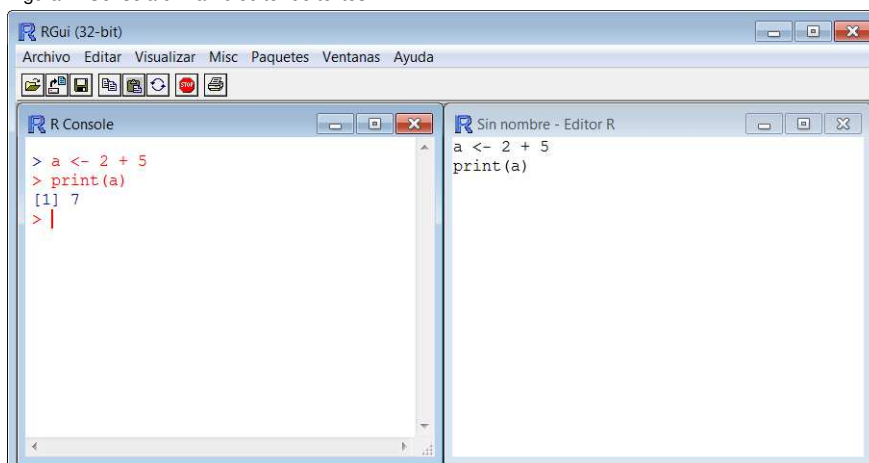 RGui (32-bit)
Archivo Editar Visualizar Misc Paquetes Ventanas Ayuda
STOP
R Console
> a <- 2 + 5
> print(a)
[1] 7
>
Sin nombre - Editor R
a <- 2 + 5
print(a)